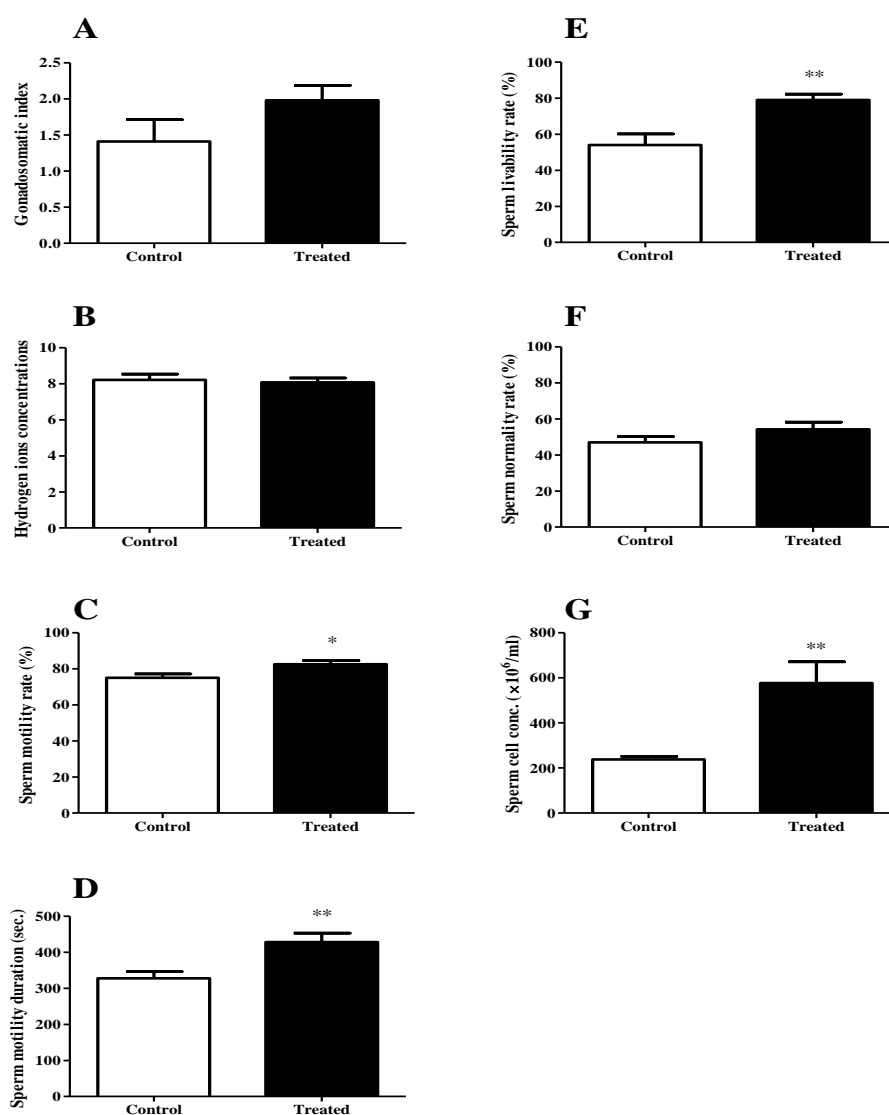 A
Gonadosomatic index
2.5
2.0
1.5
1.0
0.5
0.0
Control Treated
B
Hydrogen ions concentrations
10
8
6
4
2
0
Control Treated
C
Sperm motility rate (%)
100
80
60
40
20
0
*
Control Treated
D
Sperm motility duration (sec.)
500
400
300
200
100
0
**
Control Treated
E
Sperm livability rate (%)
100
80
60
40
20
0
**
Control Treated
F
Sperm normality rate (%)
100
80
60
40
20
0
Control Treated
G
Sperm cell conc. (×10⁶/ml)
800
600
400
200
0
**
Control Treated